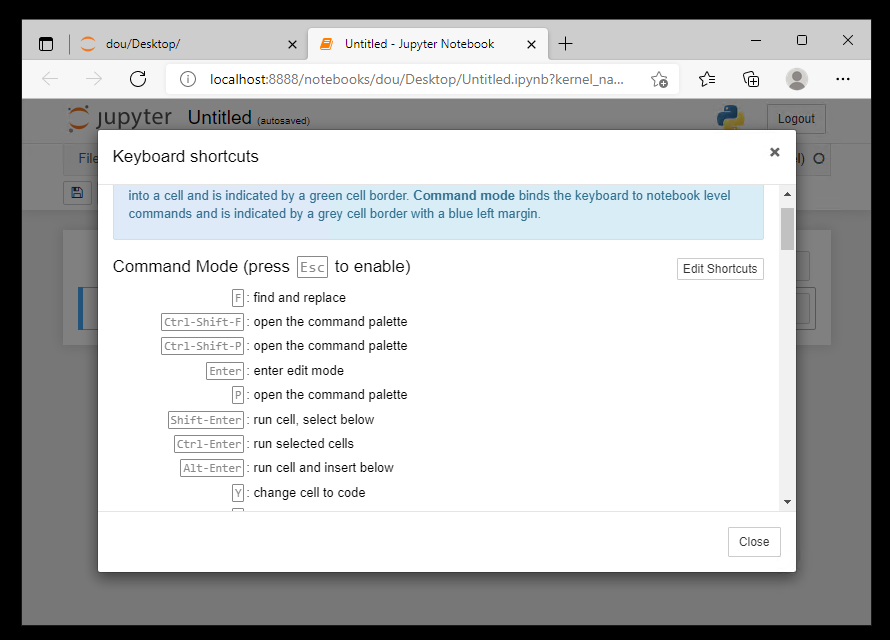 dou/Desktop/
Untitled - Jupyter Notebook
localhost:8888/notebooks/dou/Desktop/Untitled.ipynb?kernel_na...
jupyter Untitled (autosaved)
Logout
File
Keyboard shortcuts
into a cell and is indicated by a green cell border. Command mode binds the keyboard to notebook level
commands and is indicated by a grey cell border with a blue left margin.
Command Mode (press Esc to enable)
Edit Shortcuts
F : find and replace
Ctrl-Shift-F : open the command palette
Ctrl-Shift-P : open the command palette
Enter : enter edit mode
P : open the command palette
Shift-Enter : run cell, select below
Ctrl-Enter : run selected cells
Alt-Enter : run cell and insert below
Y : change cell to code
Close